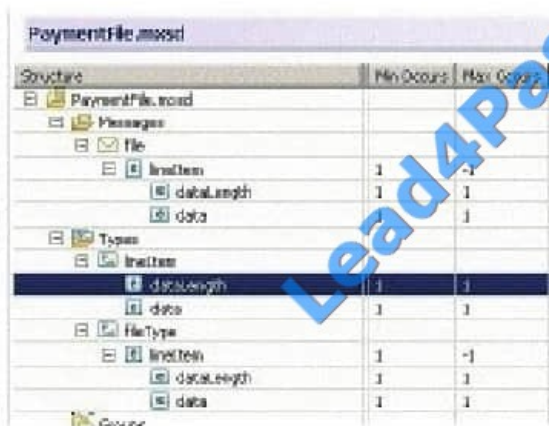 PaymentFile.mxsd
Structure Min Occurs Max Occurs
PaymentFile.mxsd
Messages
file
lineItem 1 -1
dataLength 1 1
data 1 1
Types
lineItem
dataLength 1 1
data 1 1
fileType
lineItem 1 -1
dataLength 1 1
data 1 1
Groups
Lead4Pas